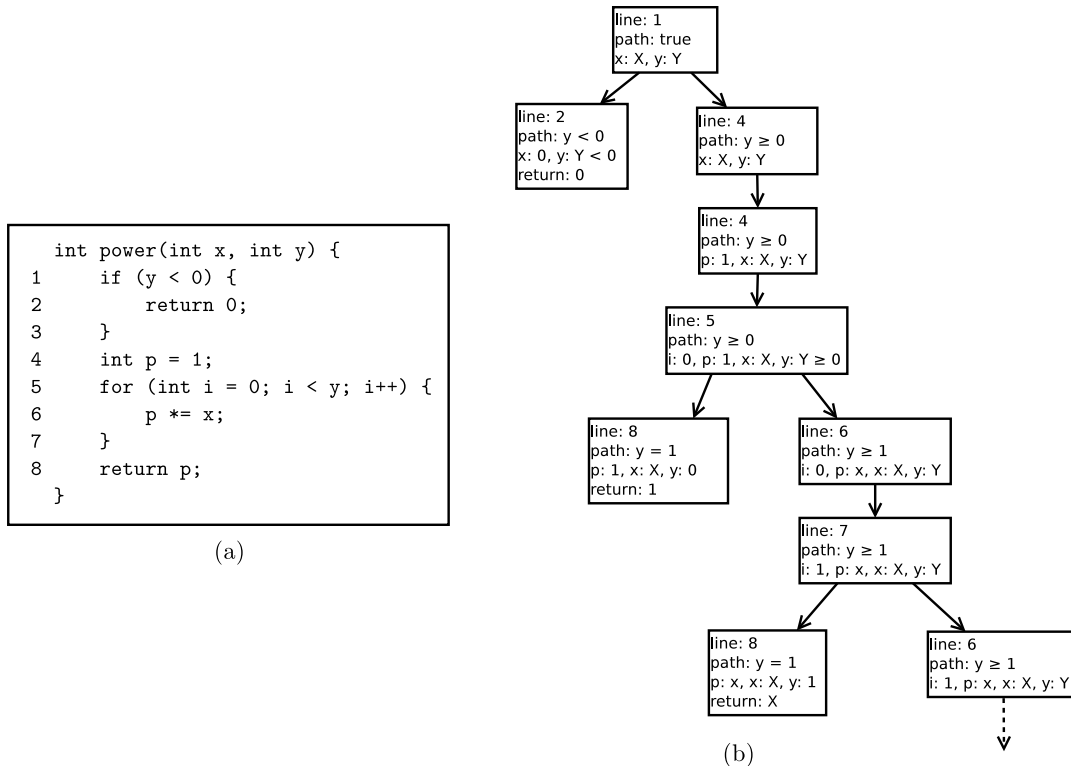 int power(int x, int y) {
1 if (y < 0) {
2 return 0;
3 }
4 int p = 1;
5 for (int i = 0; i < y; i++) {
6 p *= x;
7 }
8 return p;
}
(a)
line: 1
path: true
x: X, y: Y
line: 2
path: y < 0
x: 0, y: Y < 0
return: 0
line: 4
path: y ≥ 0
x: X, y: Y
line: 4
path: y ≥ 0
p: 1, x: X, y: Y
line: 5
path: y ≥ 0
i: 0, p: 1, x: X, y: Y ≥ 0
line: 8
path: y = 1
p: 1, x: X, y: 0
return: 1
line: 6
path: y ≥ 1
i: 0, p: x, x: X, y: Y
line: 7
path: y ≥ 1
i: 1, p: x, x: X, y: Y
line: 8
path: y = 1
p: x, x: X, y: 1
return: X
line: 6
path: y ≥ 1
i: 1, p: x, x: X, y: Y
(b)